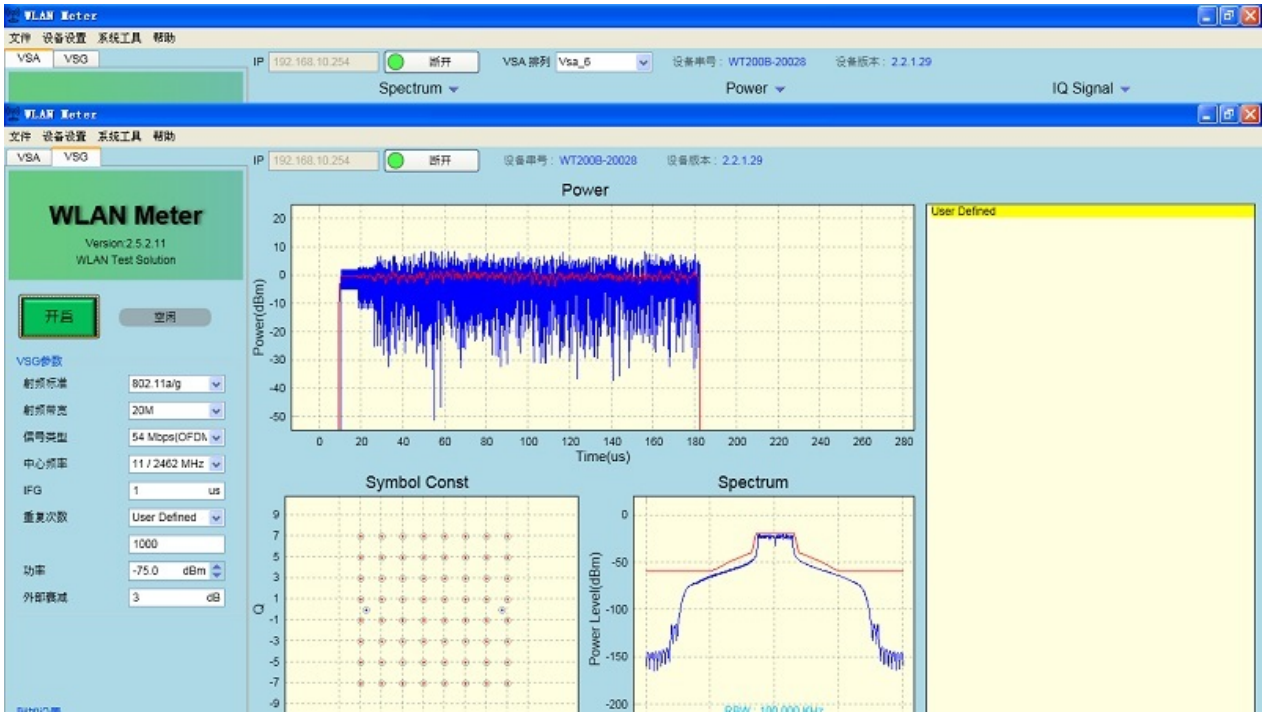 WLAN Meter
文件 设备设置 系统工具 帮助
VSA VSG
IP 192.168.10.254 断开 VSA 排列 Vsa_6 设备串号: WT200B-20028 设备版本: 2.2.1.29
Spectrum Power IQ Signal
WLAN Meter
文件 设备设置 系统工具 帮助
VSA VSG
IP 192.168.10.254 断开 设备串号: WT200B-20028 设备版本: 2.2.1.29
WLAN Meter
Version:2.5.2.11
WLAN Test Solution
开启 空闲
VSG参数
射频标准 802.11a/g
射频带宽 20M
信号类型 54 Mbps(OFDM
中心频率 11 / 2462 MHz
IFG 1 us
重复次数 User Defined
1000
功率 -75.0 dBm
外部衰减 3 dB
Power
Power(dBm)
20
10
0
-10
-20
-30
-40
-50
0 20 40 60 80 100 120 140 160 180 200 220 240 260 280
Time(us)
User Defined
Symbol Const
Q
9
7
5
3
1
-1
-3
-5
-7
-9
Spectrum
Power Level(dBm)
0
-50
-100
-150
-200
RBW : 100.000 KHz